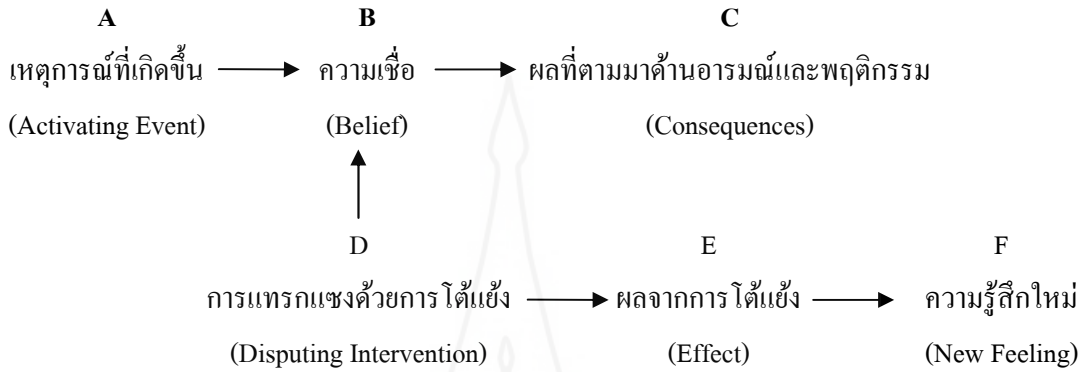 A B C
เหตุการณ์ที่เกิดขึ้น ความเชื่อ ผลที่ตามมาด้านอารมณ์และพฤติกรรม
(Activating Event) (Belief) (Consequences)
D E F
การแทรกแซงด้วยการโต้แย้ง ผลจากการโต้แย้ง ความรู้สึกใหม่
(Disputing Intervention) (Effect) (New Feeling)